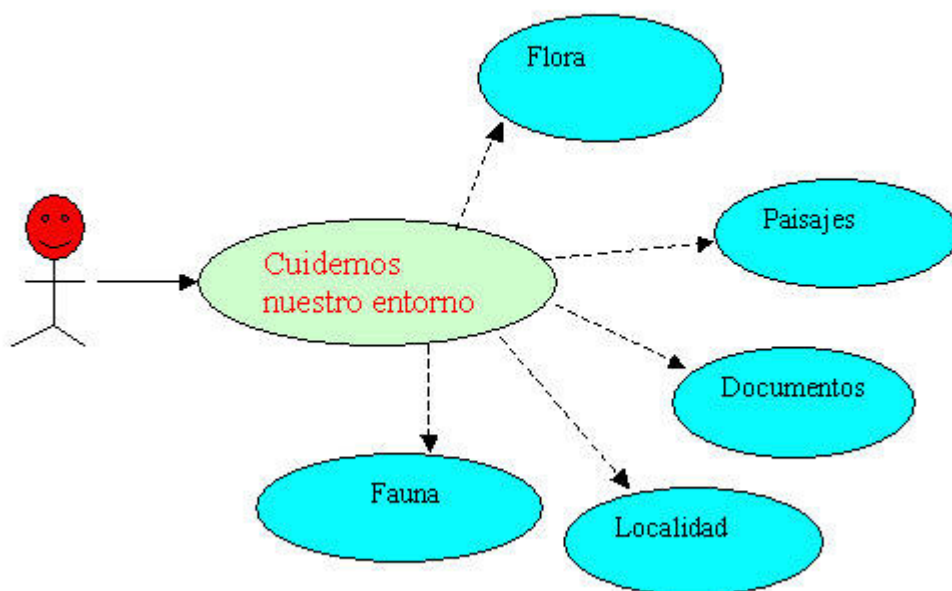 Flora
Paisajes
Cuidemos
nuestro entorno
Documentos
Fauna
Localidad